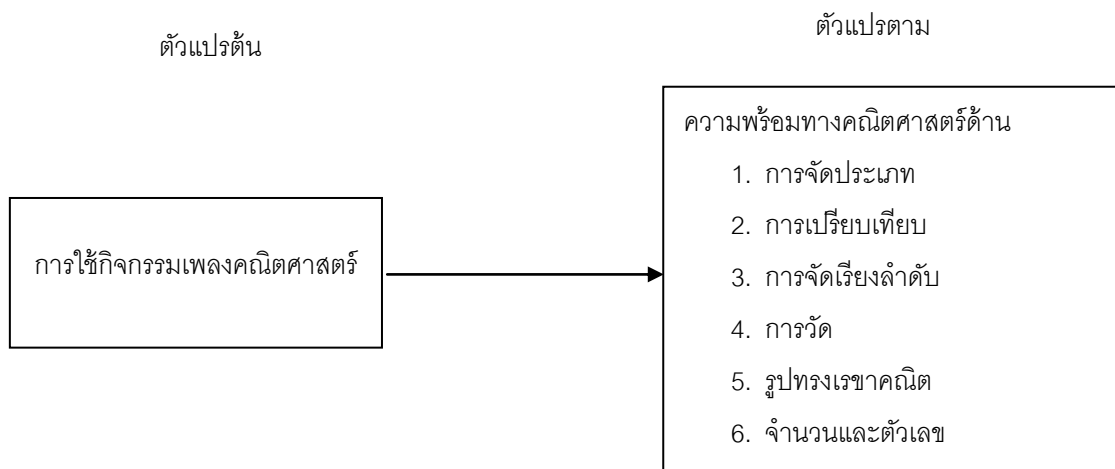 ตัวแปรต้น
ตัวแปรตาม
การใช้กิจกรรมเพลงคณิตศาสตร์
ความพร้อมทางคณิตศาสตร์ด้าน
1. การจัดประเภท
2. การเปรียบเทียบ
3. การจัดเรียงลำดับ
4. การวัด
5. รูปทรงเรขาคณิต
6. จำนวนและตัวเลข